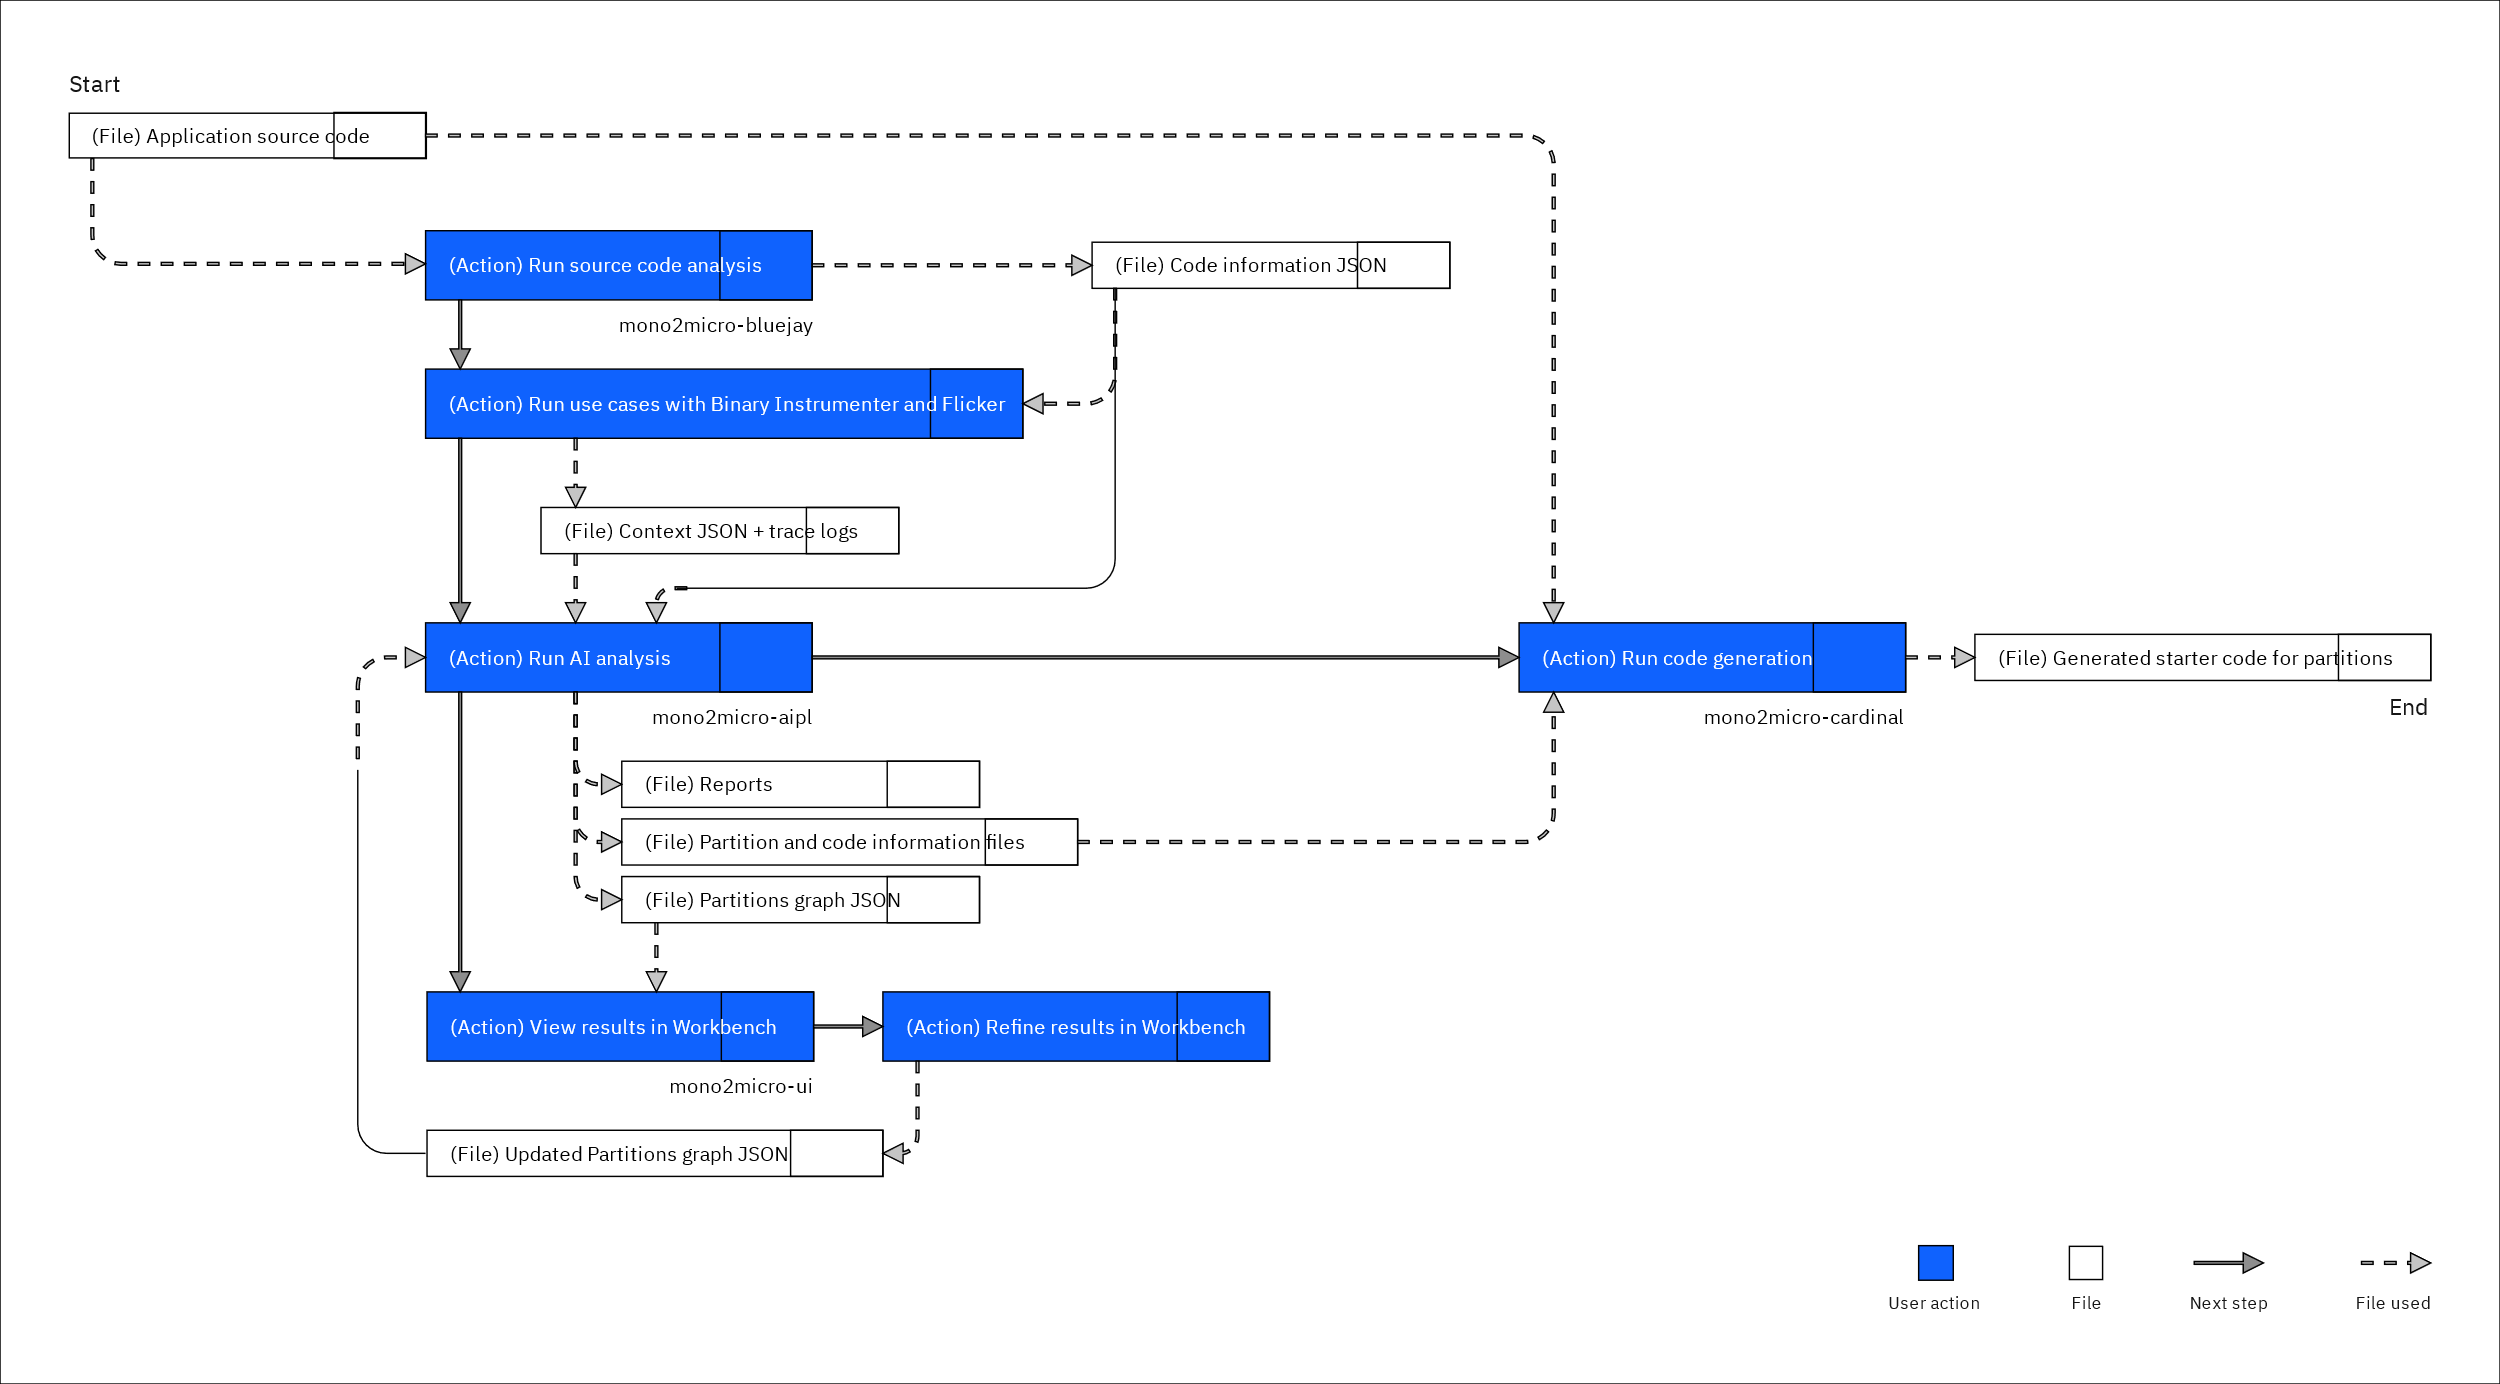 Start
(File) Application source code
(Action) Run source code analysis
(File) Code information JSON
mono2micro-bluejay
(Action) Run use cases with Binary Instrumenter and Flicker
(File) Context JSON + trace logs
(Action) Run AI analysis
(Action) Run code generation
(File) Generated starter code for partitions
mono2micro-aipl
mono2micro-cardinal
End
(File) Reports
(File) Partition and code information files
(File) Partitions graph JSON
(Action) View results in Workbench
(Action) Refine results in Workbench
mono2micro-ui
(File) Updated Partitions graph JSON
User action
File
Next step
File used